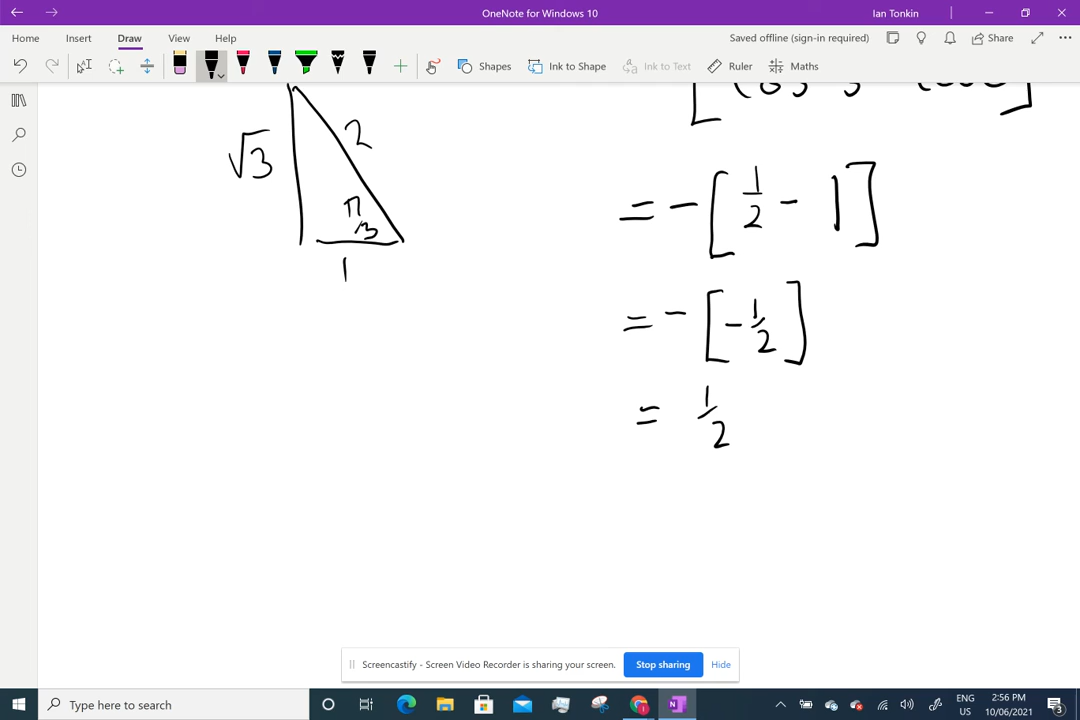 OneNote for Windows 10
Ian Tonkin
Home Insert Draw View Help
Saved offline (sign-in required)
Share
Shapes
Ink to Shape
Ink to Text
Ruler
Maths
√3
2
π/3
1
= - [ 1/2 - 1 ]
= - [ - 1/2 ]
= 1/2
Screencastify - Screen Video Recorder is sharing your screen.
Stop sharing
Hide
Type here to search
ENG
US
2:56 PM
10/06/2021
3